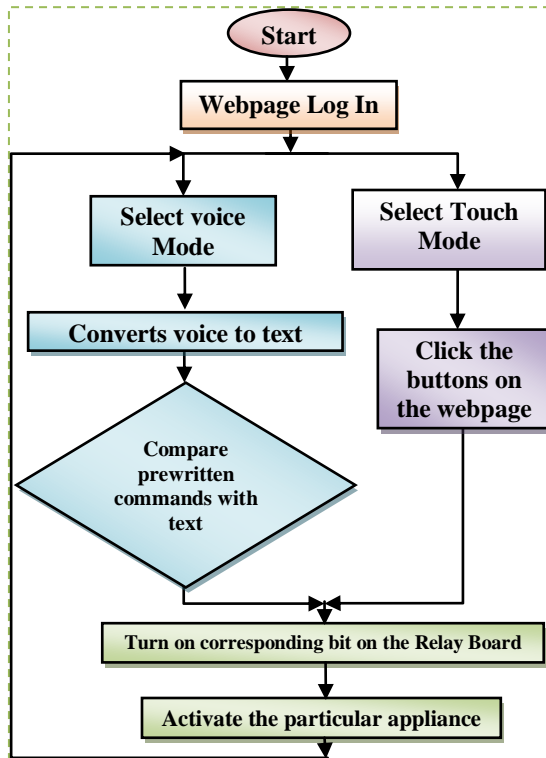 Start
Webpage Log In
Select voice
Mode
Select Touch
Mode
Converts voice to text
Click the
buttons on
the webpage
Compare
prewritten
commands with
text
Turn on corresponding bit on the Relay Board
Activate the particular appliance